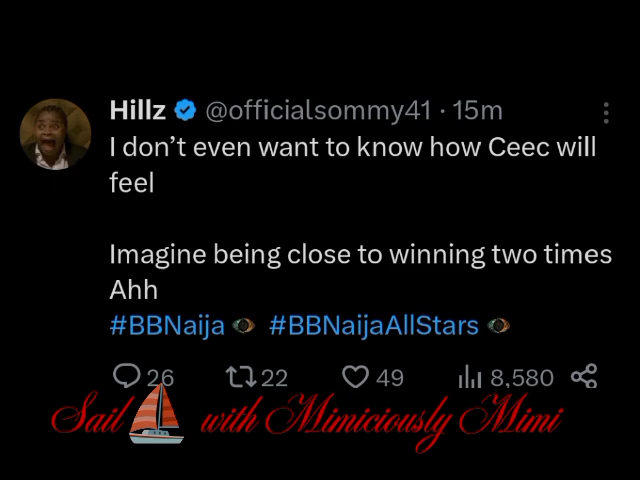 Hillz @officialsommy41 · 15m
I don’t even want to know how Ceec will
feel
Imagine being close to winning two times
Ahh
#BBNaija #BBNaijaAllStars
26 22 49 8,580
Sail with Mimiciously Mimi